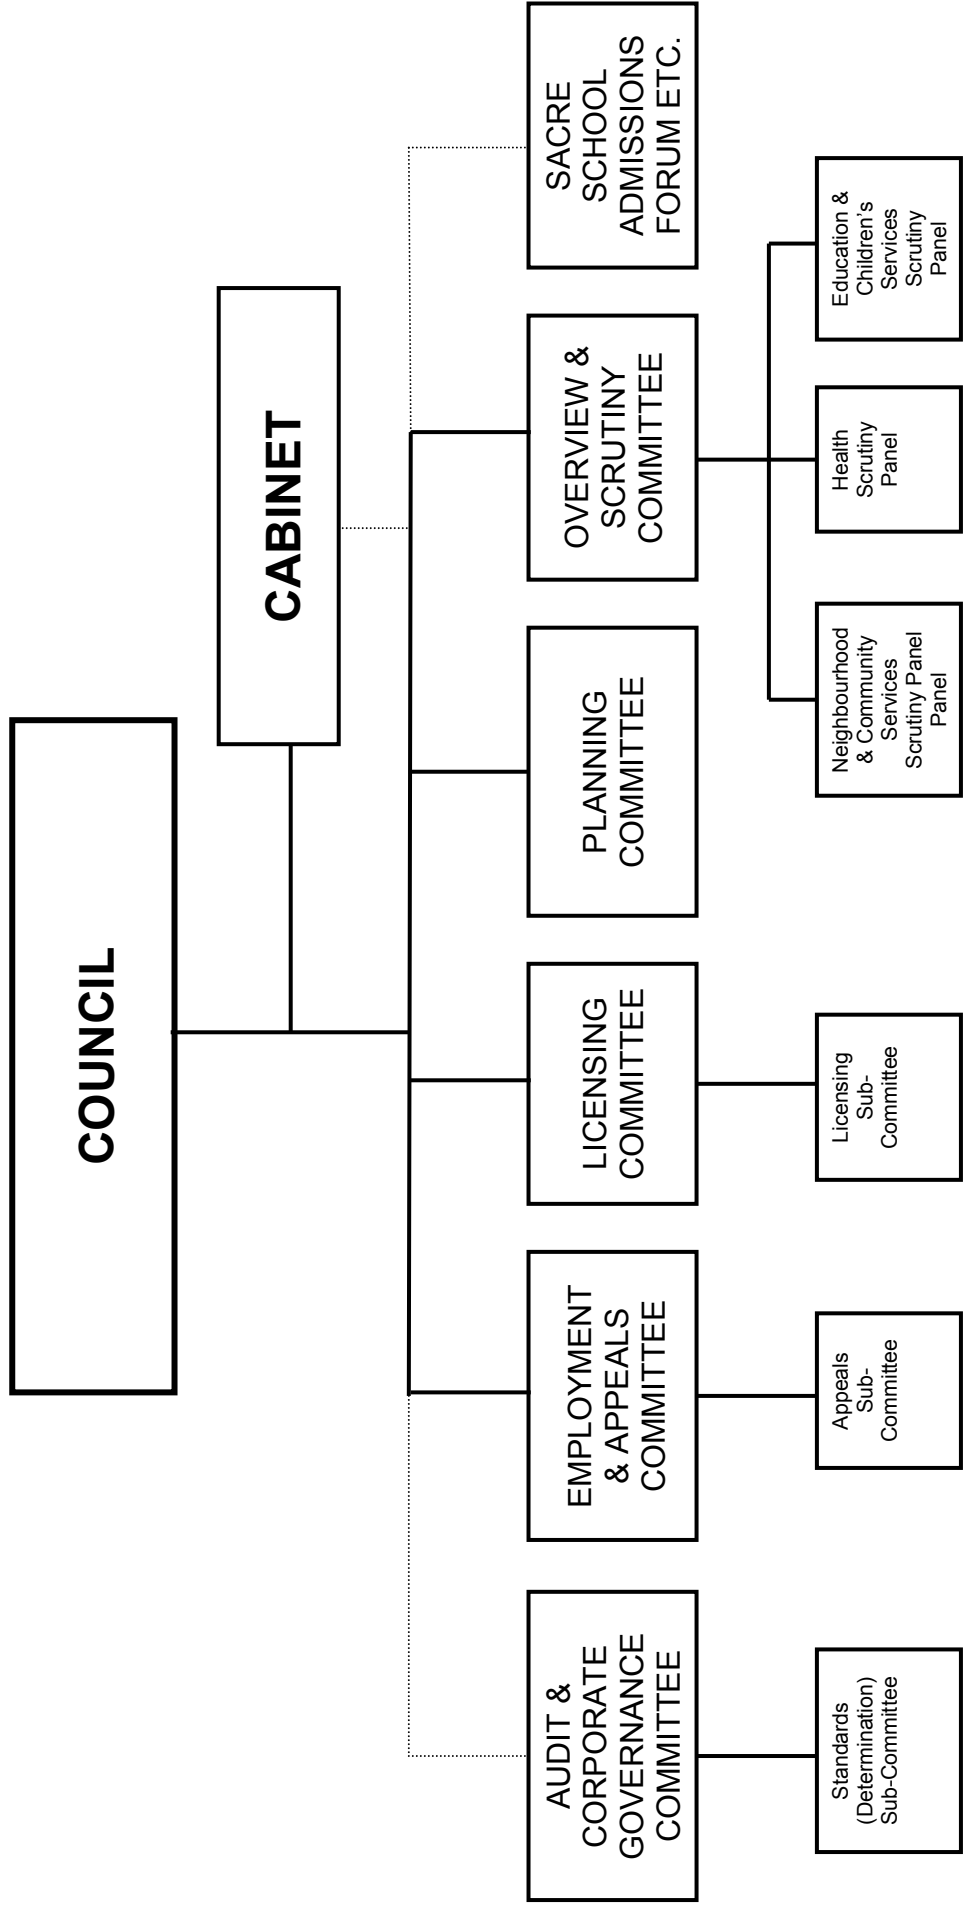 COUNCIL
CABINET
AUDIT &
CORPORATE
GOVERNANCE
COMMITTEE
EMPLOYMENT
& APPEALS
COMMITTEE
LICENSING
COMMITTEE
PLANNING
COMMITTEE
OVERVIEW &
SCRUTINY
COMMITTEE
SACRE
SCHOOL
ADMISSIONS
FORUM ETC.
Standards
(Determination)
Sub-Committee
Appeals
Sub-
Committee
Licensing
Sub-
Committee
Neighbourhood
& Community
Services
Scrutiny Panel
Panel
Health
Scrutiny
Panel
Education &
Children’s
Services
Scrutiny
Panel